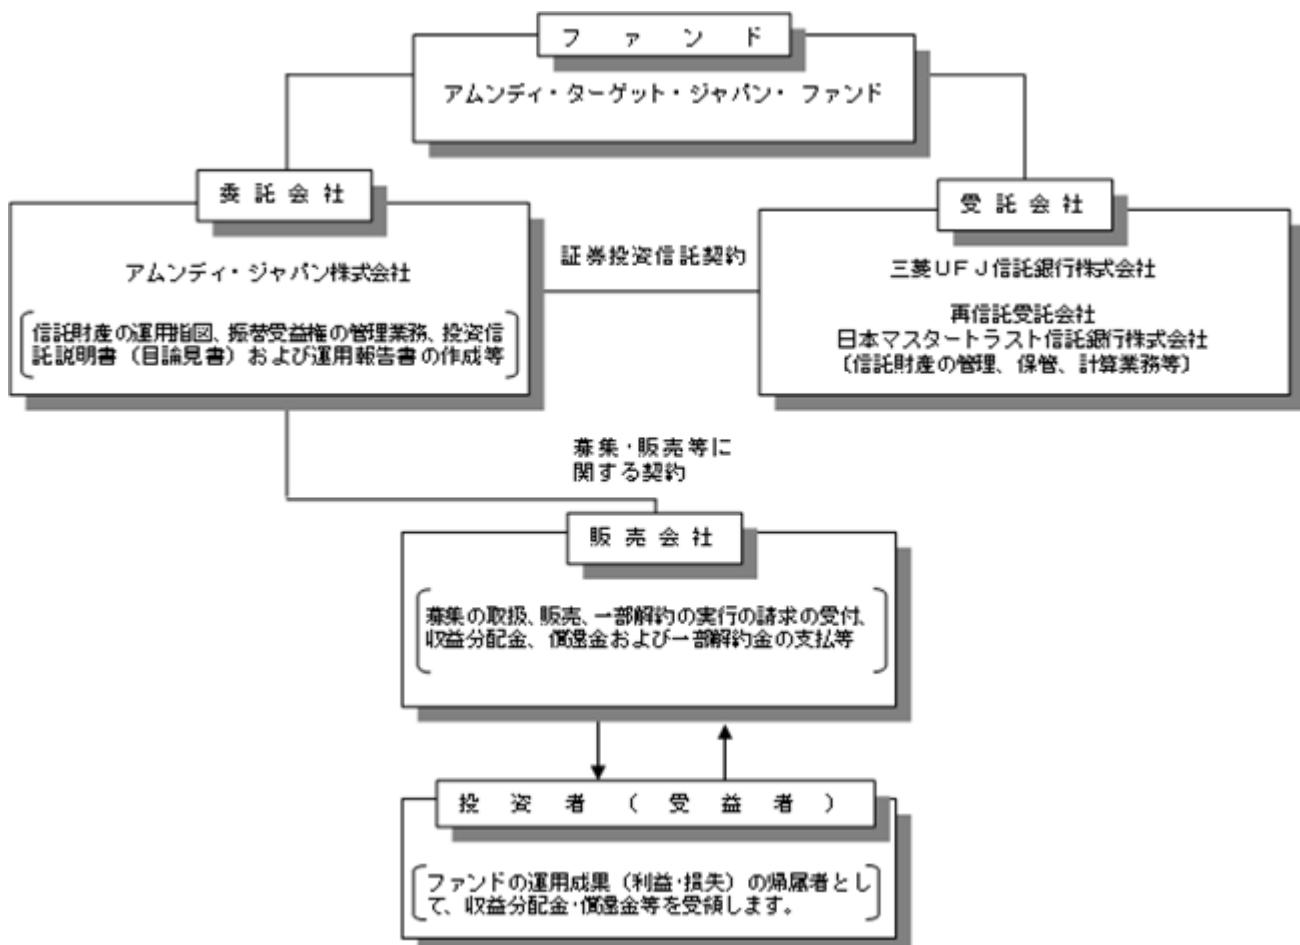 ファンド
アムンディ・ターゲット・ジャパン・ファンド
委託会社
アムンディ・ジャパン株式会社
信託財産の運用指図、振替受益権の管理業務、投資信
託説明書（目論見書）および運用報告書の作成等
証券投資信託契約
受託会社
三菱ＵＦＪ信託銀行株式会社
再信託受託会社
日本マスタートラスト信託銀行株式会社
〔信託財産の管理、保管、計算業務等〕
募集・販売等に
関する契約
販売会社
募集の取扱、販売、一部解約の実行の請求の受付、
収益分配金、償還金および一部解約金の支払等
投資者（受益者）
ファンドの運用成果（利益・損失）の帰属者とし
て、収益分配金・償還金等を受領します。